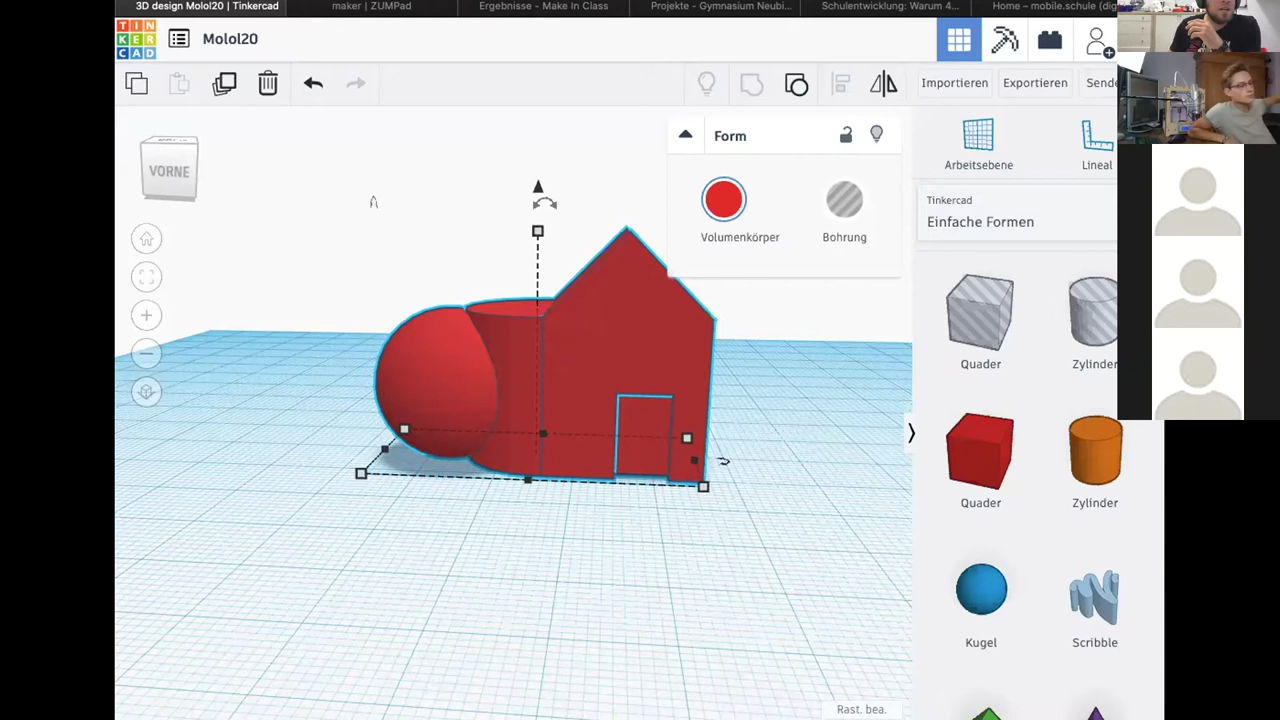 3D design Molol20 | Tinkercad
maker | ZUMPad
Ergebnisse - Make In Class
Projekte - Gymnasium Neubi...
Schulentwicklung: Warum 4...
Home – mobile.schule (dig
TIN
KER
CAD
Molol20
Importieren
Exportieren
Sende
VORNE
Form
Volumenkörper
Bohrung
Arbeitsebene
Lineal
Tinkercad
Einfache Formen
Quader
Zylinder
Quader
Zylinder
Kugel
Scribble
Rast. bea.